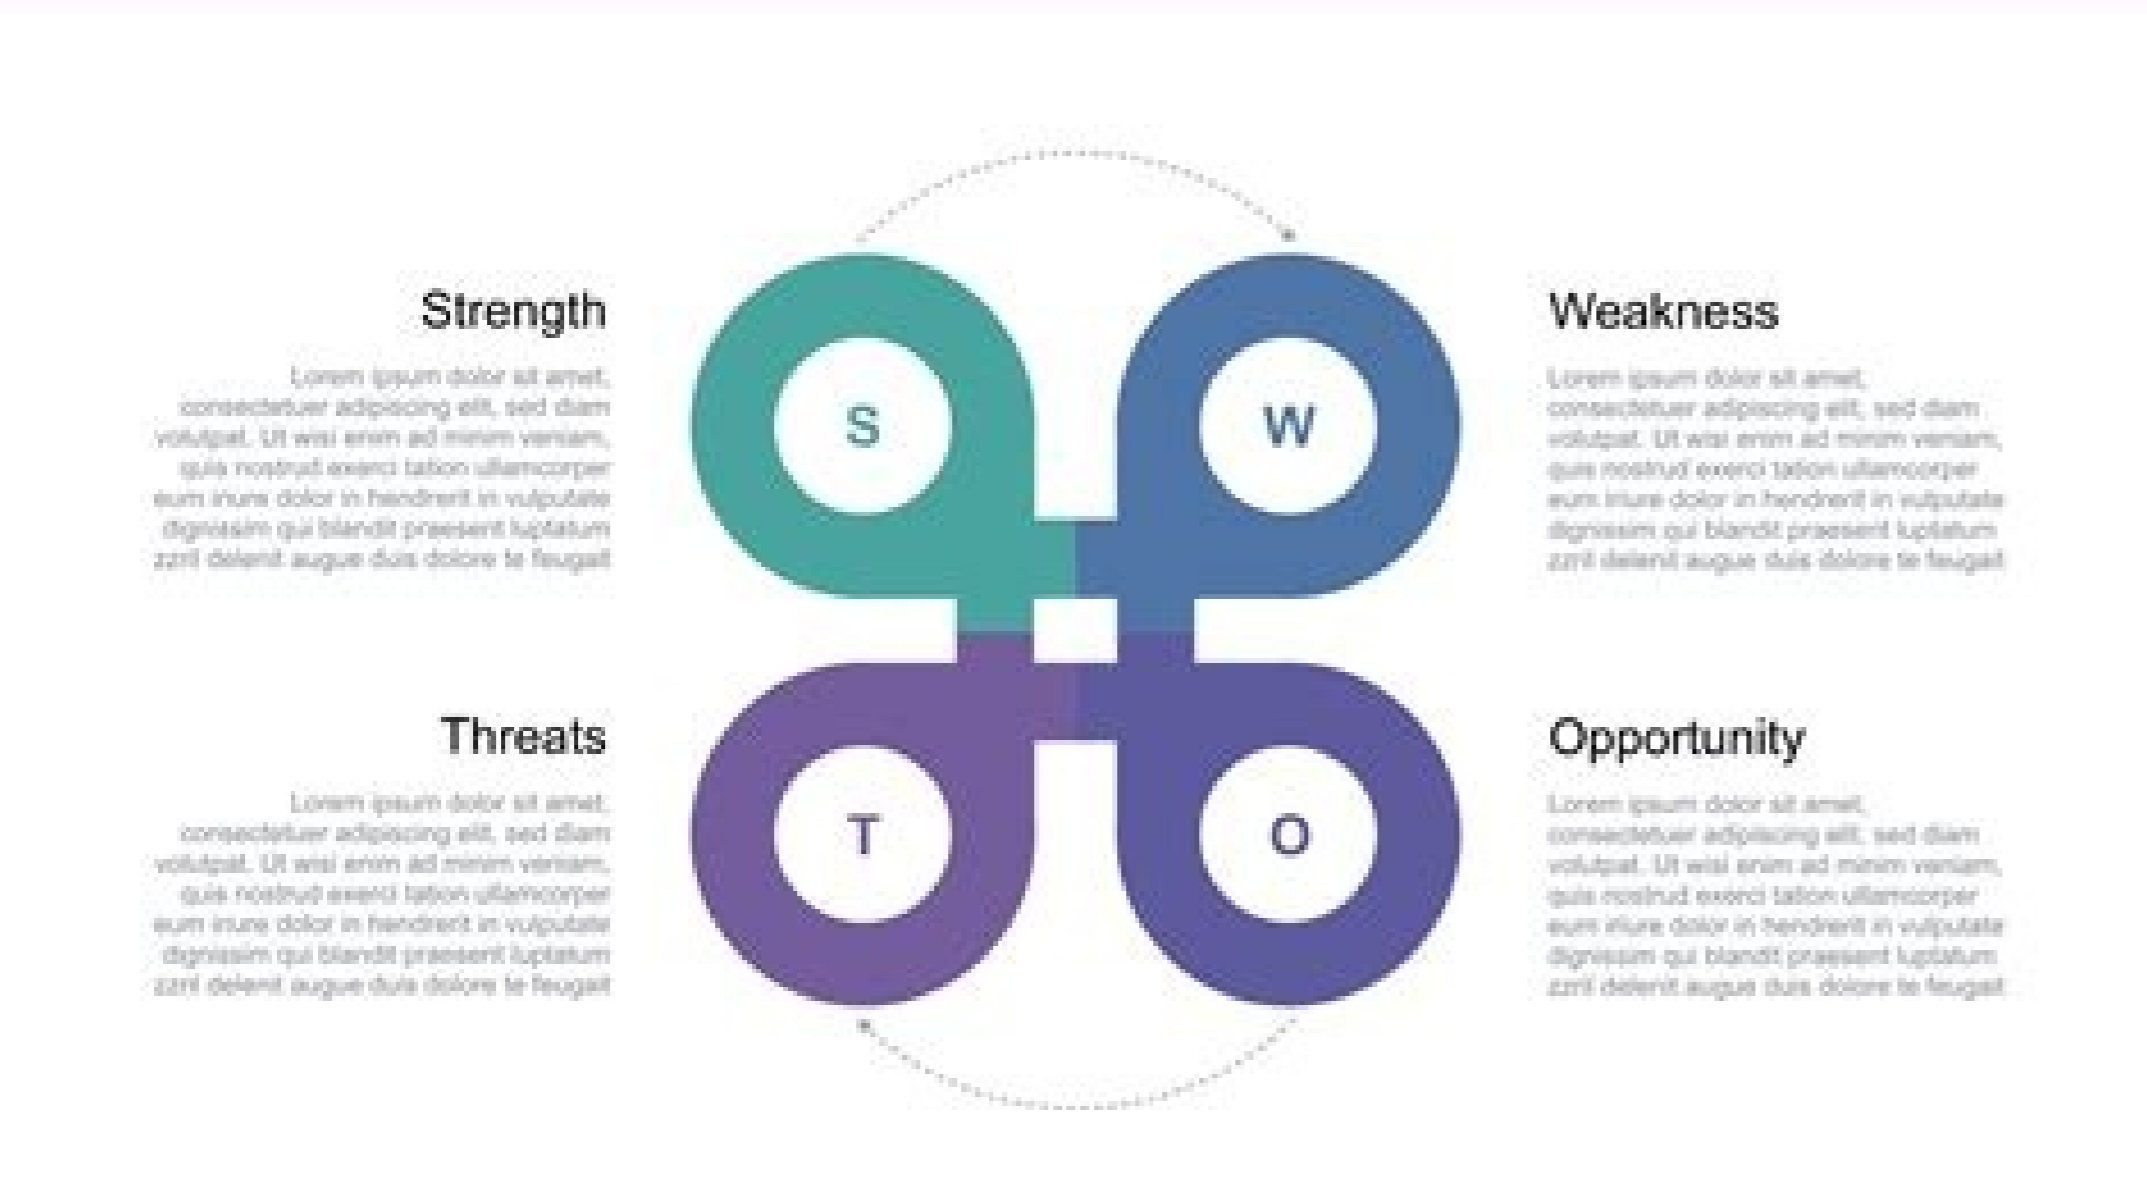 Strength
Lorem ipsum dolor sit amet,
consectetuer adipiscing elit, sed diam
volutpat. Ut wisi enim ad minim veniam,
quis nostrud exerci tation ullamcorper
eum iriure dolor in hendrerit in vulputate
dignissim qui blandit praesent luptatum
zzril delenit augue duis dolore te feugait
S
W
Weakness
Lorem ipsum dolor sit amet,
consectetuer adipiscing elit, sed diam
volutpat. Ut wisi enim ad minim veniam,
quis nostrud exerci tation ullamcorper
eum iriure dolor in hendrerit in vulputate
dignissim qui blandit praesent luptatum
zzril delenit augue duis dolore te feugait
Threats
Lorem ipsum dolor sit amet,
consectetuer adipiscing elit, sed diam
volutpat. Ut wisi enim ad minim veniam,
quis nostrud exerci tation ullamcorper
eum iriure dolor in hendrerit in vulputate
dignissim qui blandit praesent luptatum
zzril delenit augue duis dolore te feugait
T
O
Opportunity
Lorem ipsum dolor sit amet,
consectetuer adipiscing elit, sed diam
volutpat. Ut wisi enim ad minim veniam,
quis nostrud exerci tation ullamcorper
eum iriure dolor in hendrerit in vulputate
dignissim qui blandit praesent luptatum
zzril delenit augue duis dolore te feugait